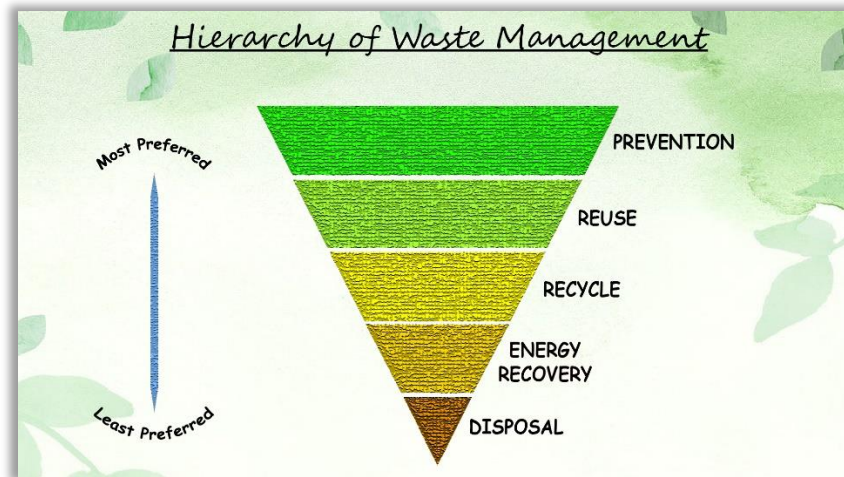 Hierarchy of Waste Management
Most Preferred
PREVENTION
REUSE
RECYCLE
ENERGY
RECOVERY
Least Preferred
DISPOSAL